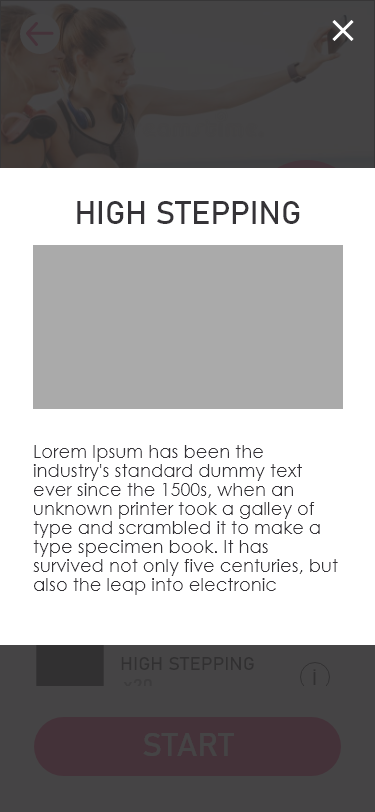 HIGH STEPPING
Lorem Ipsum has been the
industry's standard dummy text
ever since the 1500s, when an
unknown printer took a galley of
type and scrambled it to make a
type specimen book. It has
survived not only five centuries, but
also the leap into electronic
HIGH STEPPING
x20
i
START